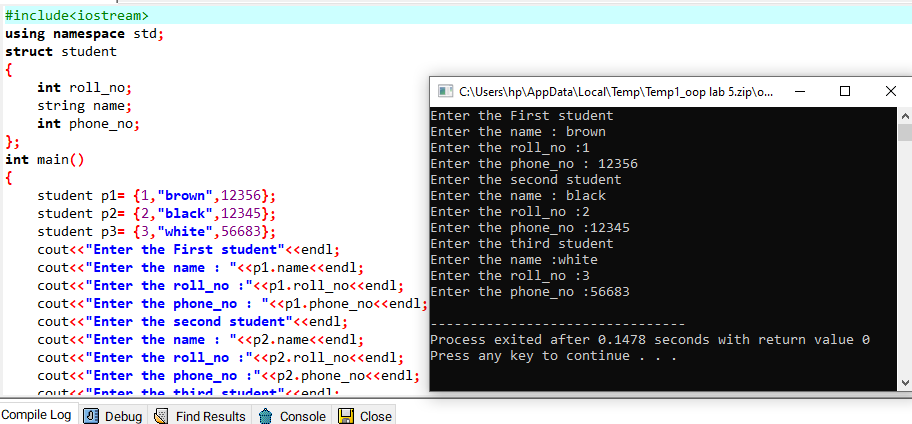 #include<iostream>
using namespace std;
struct student
{
int roll_no;
string name;
int phone_no;
};
int main()
{
student p1= {1,"brown",12356};
student p2= {2,"black",12345};
student p3= {3,"white",56683};
cout<<"Enter the First student"<<endl;
cout<<"Enter the name : "<<p1.name<<endl;
cout<<"Enter the roll_no :"<<p1.roll_no<<endl;
cout<<"Enter the phone_no : "<<p1.phone_no<<endl;
cout<<"Enter the second student"<<endl;
cout<<"Enter the name : "<<p2.name<<endl;
cout<<"Enter the roll_no :"<<p2.roll_no<<endl;
cout<<"Enter the phone_no :"<<p2.phone_no<<endl;
cout<<"Enter the third student"<<endl;
C:\Users\hp\AppData\Local\Temp\Temp1_oop lab 5.zip\o...
Enter the First student
Enter the name : brown
Enter the roll_no :1
Enter the phone_no : 12356
Enter the second student
Enter the name : black
Enter the roll_no :2
Enter the phone_no :12345
Enter the third student
Enter the name :white
Enter the roll_no :3
Enter the phone_no :56683
--------------------------------
Process exited after 0.1478 seconds with return value 0
Press any key to continue . . .
Compile Log Debug Find Results Console Close